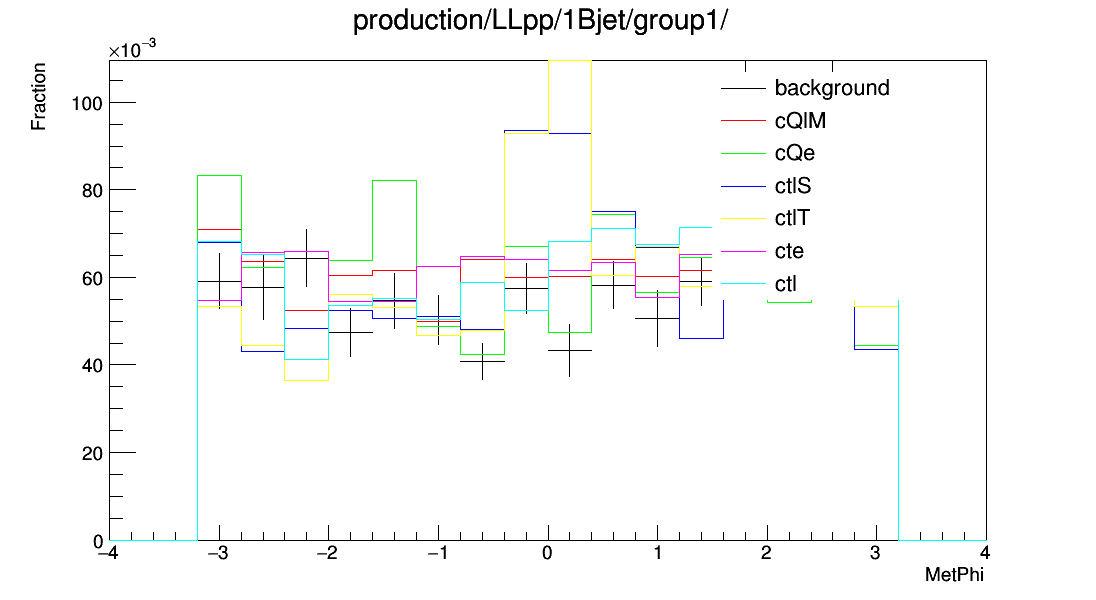 production/LLpp/1Bjet/group1/
×10⁻³
Fraction
100
80
60
40
20
0
background
cQlM
cQe
ctlS
ctlT
cte
ctl
−4 −3 −2 −1 0 1 2 3 4
MetPhi